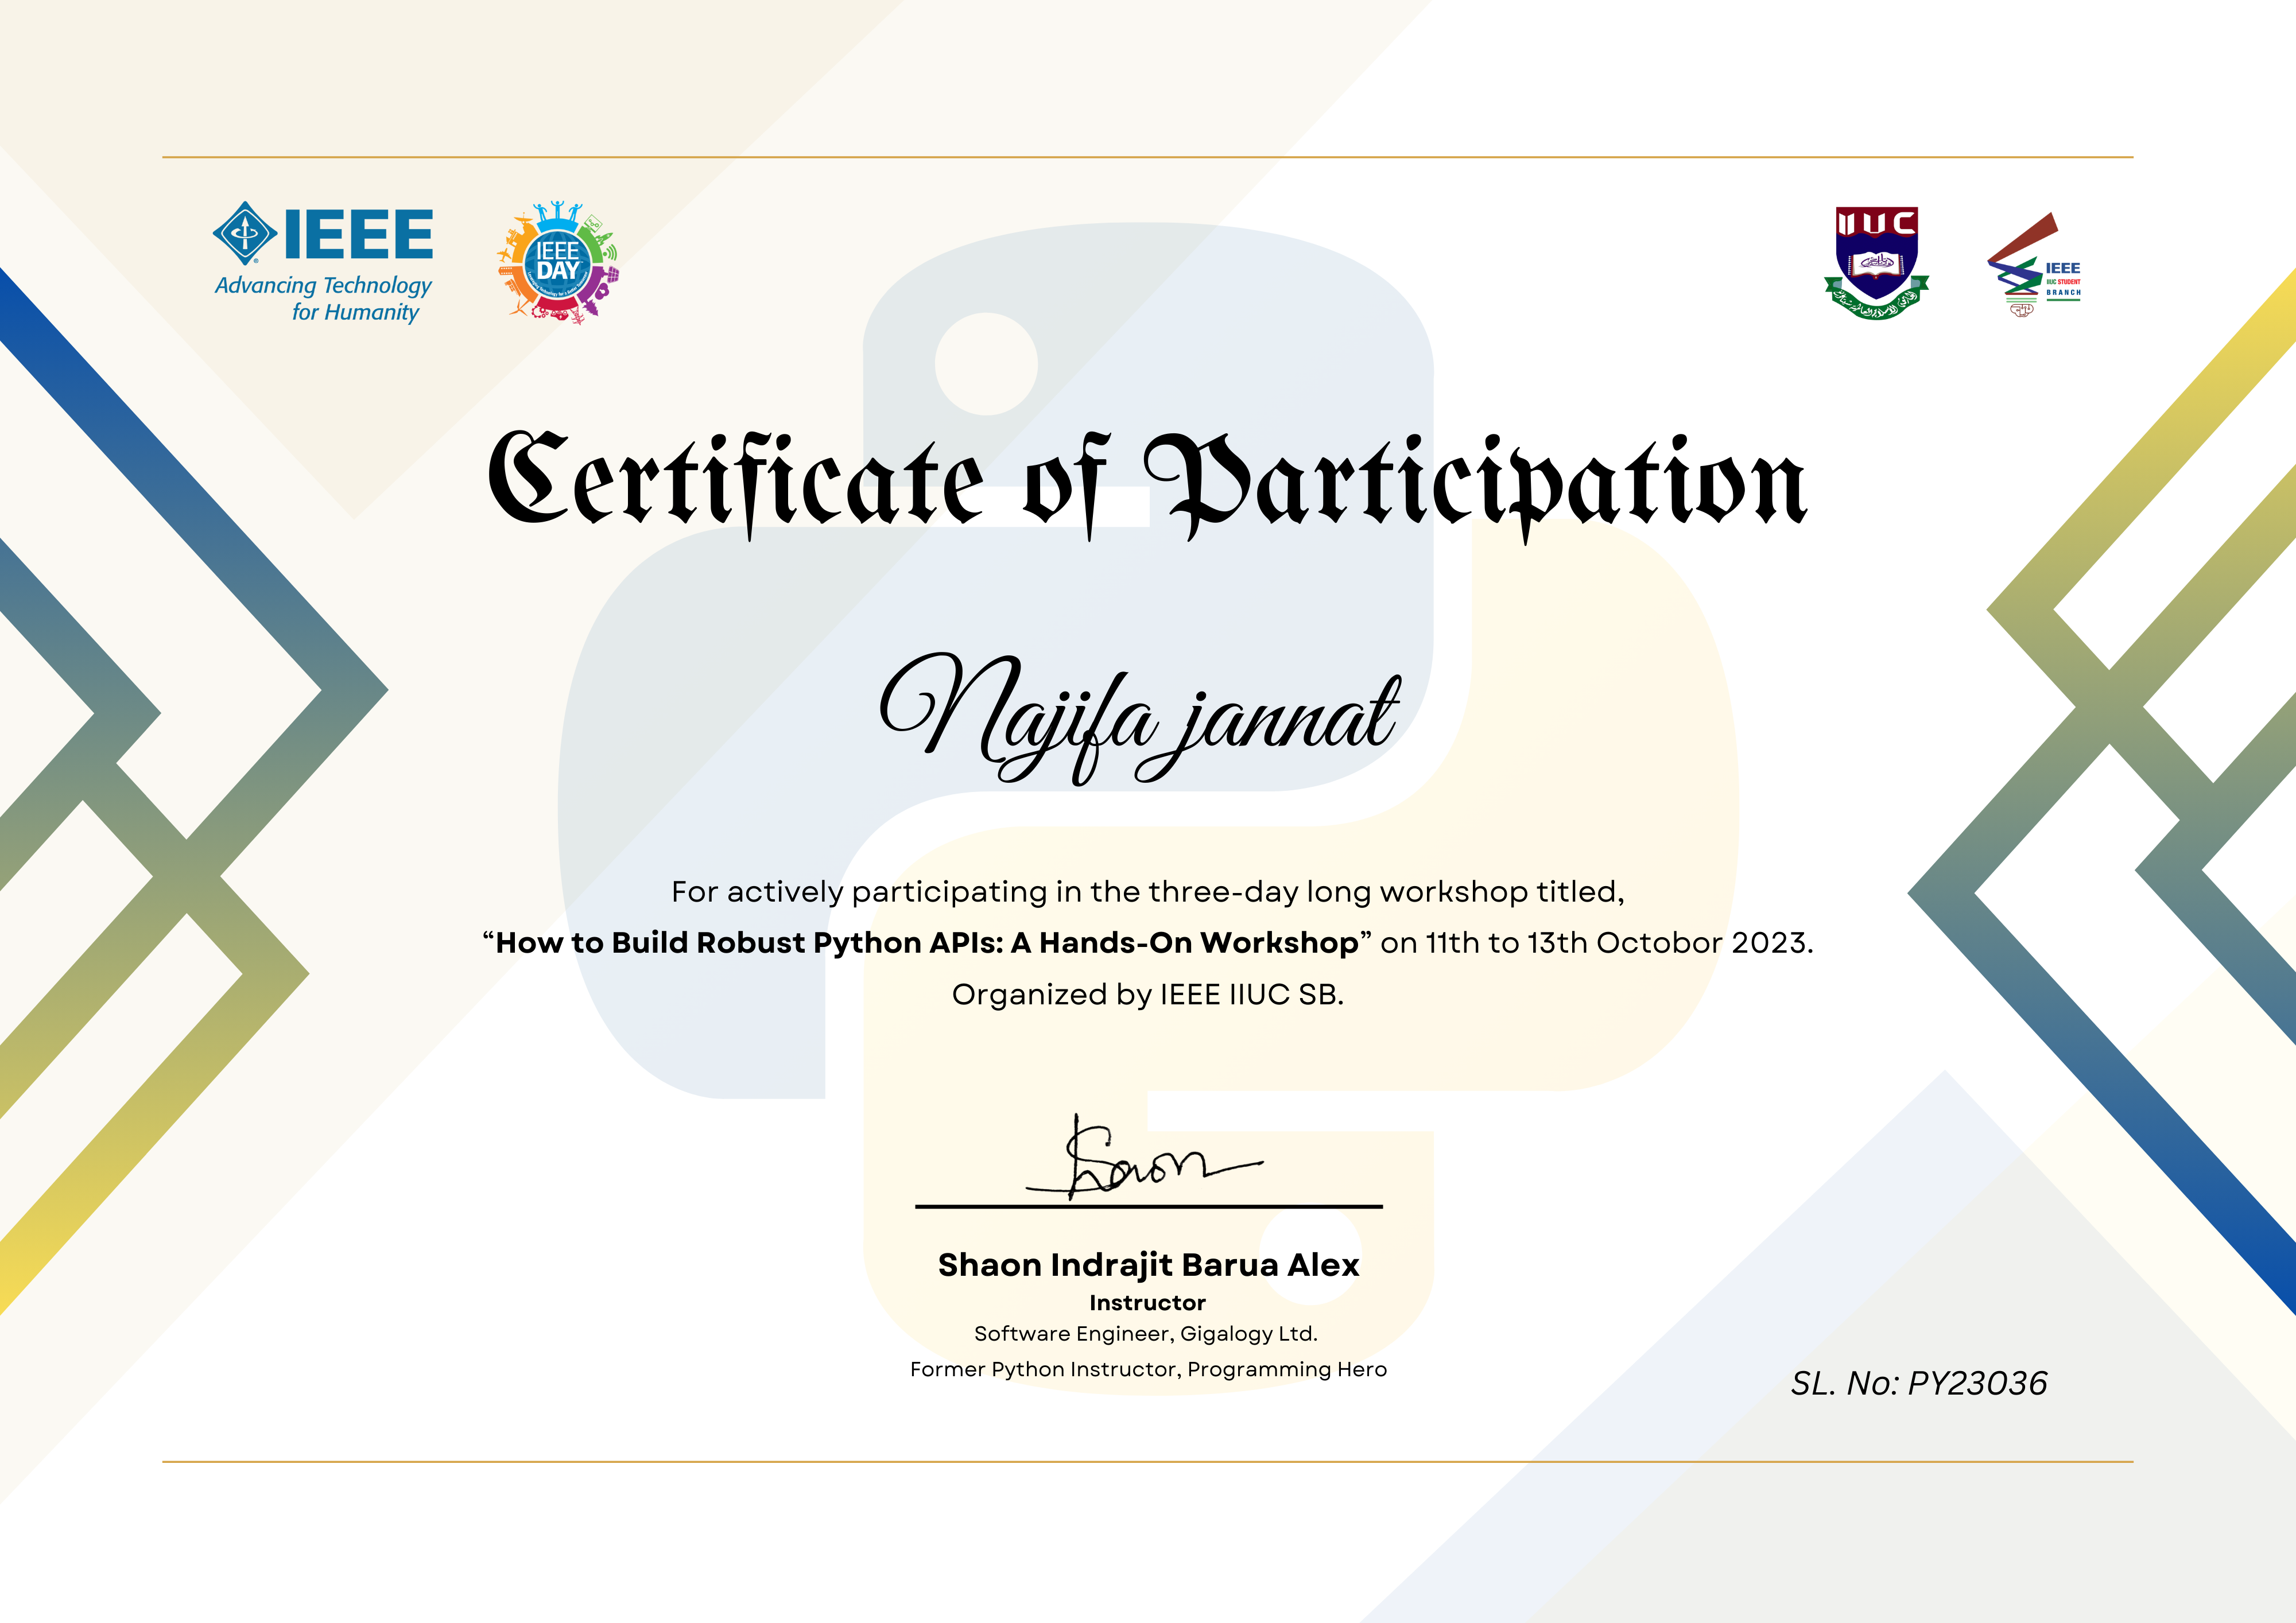 IEEE
Advancing Technology
for Humanity
IEEE
DAY
IIUC
IEEE
IIUC STUDENT
BRANCH
Certificate of Participation
Najifa jannat
For actively participating in the three-day long workshop titled,
“How to Build Robust Python APIs: A Hands-On Workshop” on 11th to 13th Octobor 2023.
Organized by IEEE IIUC SB.
Shaon
Shaon Indrajit Barua Alex
Instructor
Software Engineer, Gigalogy Ltd.
Former Python Instructor, Programming Hero
SL. No: PY23036